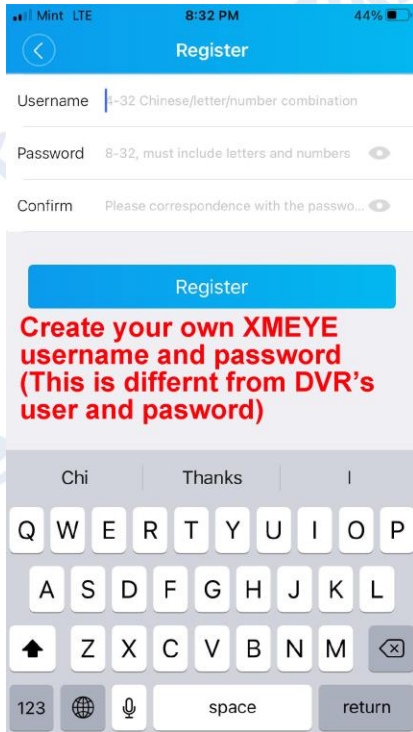 Mint LTE 8:32 PM 44%
Register
Username 4-32 Chinese/letter/number combination
Password 8-32, must include letters and numbers
Confirm Please correspondence with the passwo...
Register
Create your own XMEYE
username and password
(This is differnt from DVR's
user and pasword)
Chi Thanks I
Q W E R T Y U I O P
A S D F G H J K L
Z X C V B N M
123 space return